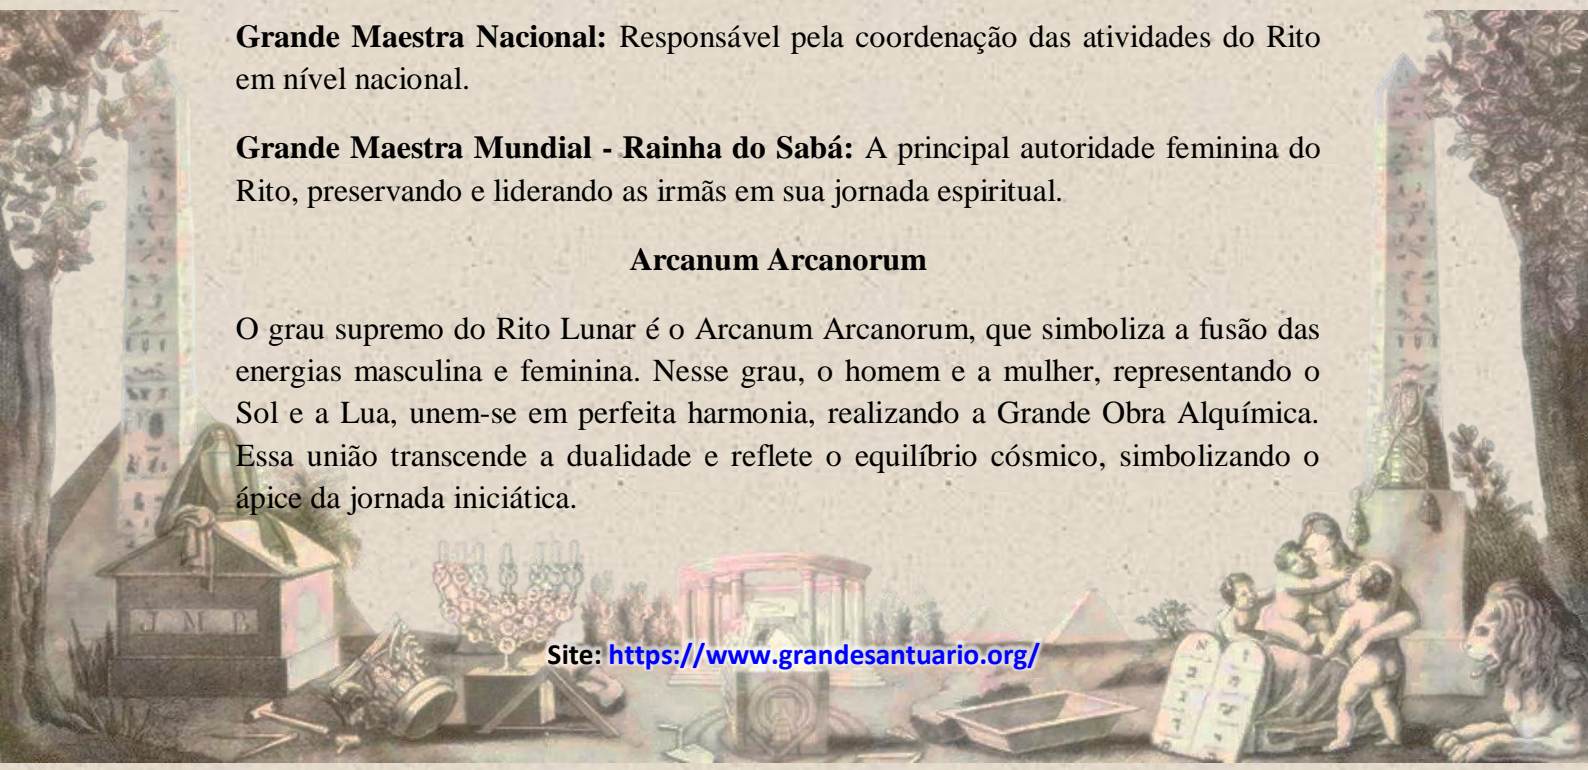 Grande Maestra Nacional: Responsável pela coordenação das atividades do Rito
em nível nacional.
Grande Maestra Mundial - Rainha do Sabá: A principal autoridade feminina do
Rito, preservando e liderando as irmãs em sua jornada espiritual.
Arcanum Arcanorum
O grau supremo do Rito Lunar é o Arcanum Arcanorum, que simboliza a fusão das
energias masculina e feminina. Nesse grau, o homem e a mulher, representando o
Sol e a Lua, unem-se em perfeita harmonia, realizando a Grande Obra Alquímica.
Essa união transcende a dualidade e reflete o equilíbrio cósmico, simbolizando o
ápice da jornada iniciática.
J M B
Site: https://www.grandesantuario.org/